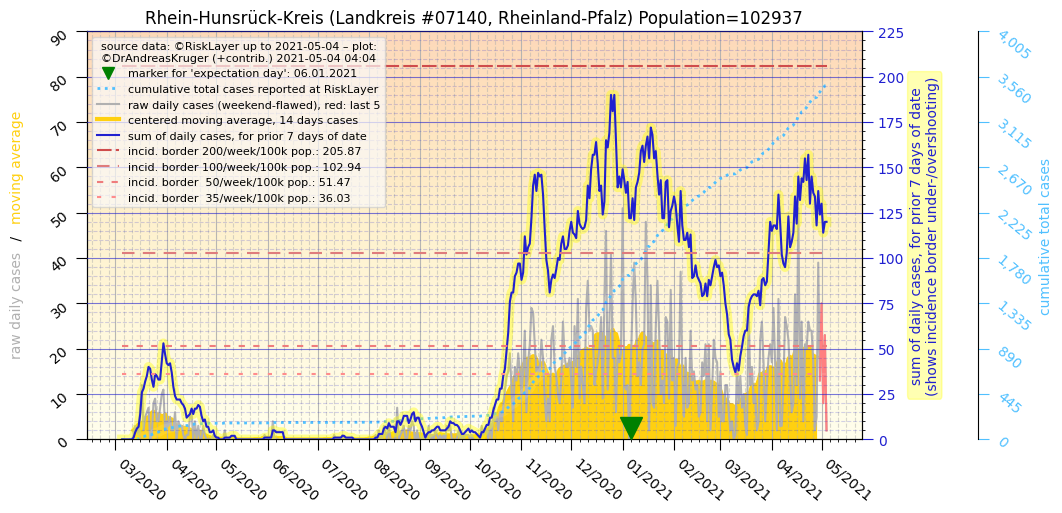 Rhein-Hunsrück-Kreis (Landkreis #07140, Rheinland-Pfalz) Population=102937
source data: ©RiskLayer up to 2021-05-04 – plot:
©DrAndreasKruger (+contrib.) 2021-05-04 04:04
marker for 'expectation day': 06.01.2021
cumulative total cases reported at RiskLayer
raw daily cases (weekend-flawed), red: last 5
centered moving average, 14 days cases
sum of daily cases, for prior 7 days of date
incid. border 200/week/100k pop.: 205.87
incid. border 100/week/100k pop.: 102.94
incid. border  50/week/100k pop.: 51.47
incid. border  35/week/100k pop.: 36.03
raw daily cases / moving average
90
80
70
60
50
40
30
20
10
0
03/2020
04/2020
05/2020
06/2020
07/2020
08/2020
09/2020
10/2020
11/2020
12/2020
01/2021
02/2021
03/2021
04/2021
05/2021
225
200
175
150
125
100
75
50
25
0
sum of daily cases, for prior 7 days of date
(shows incidence border under-/overshooting)
4,005
3,560
3,115
2,670
2,225
1,780
1,335
890
445
0
cumulative total cases